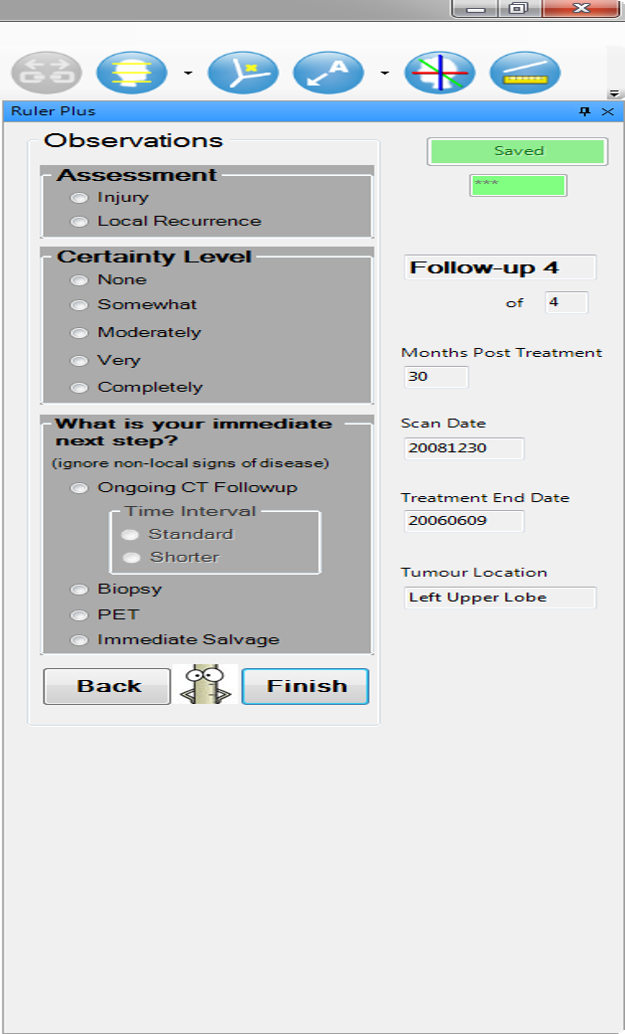 A
Ruler Plus
Observations
Assessment
Injury
Local Recurrence
Certainty Level
None
Somewhat
Moderately
Very
Completely
What is your immediate
next step?
(ignore non-local signs of disease)
Ongoing CT Followup
Time Interval
Standard
Shorter
Biopsy
PET
Immediate Salvage
Back
Finish
Saved
***
Follow-up 4
of 4
Months Post Treatment
30
Scan Date
20081230
Treatment End Date
20060609
Tumour Location
Left Upper Lobe